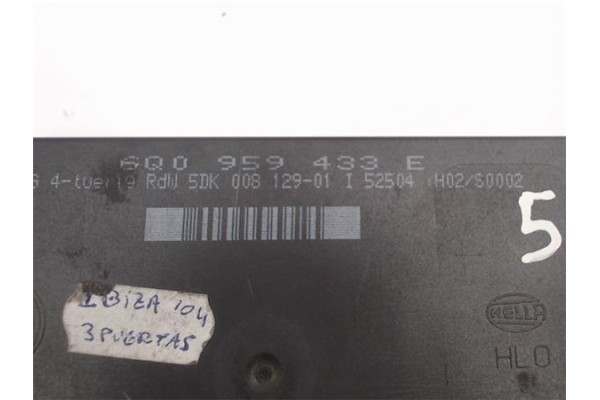 6Q0 959 433 E
G 4-tuerig RdW 5DK 008 129-01 I 52504 H02/S0002
5
IBIZA '04
3 PUERTAS
HELLA
HLO